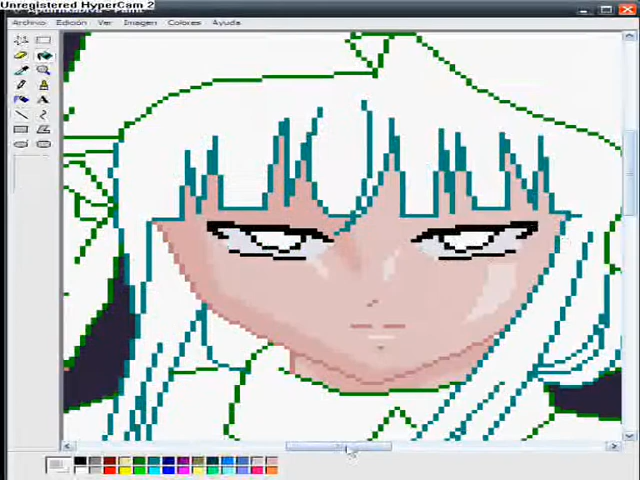 Unregistered HyperCam 2
Archivo Edición Ver Imagen Colores Ayuda
A